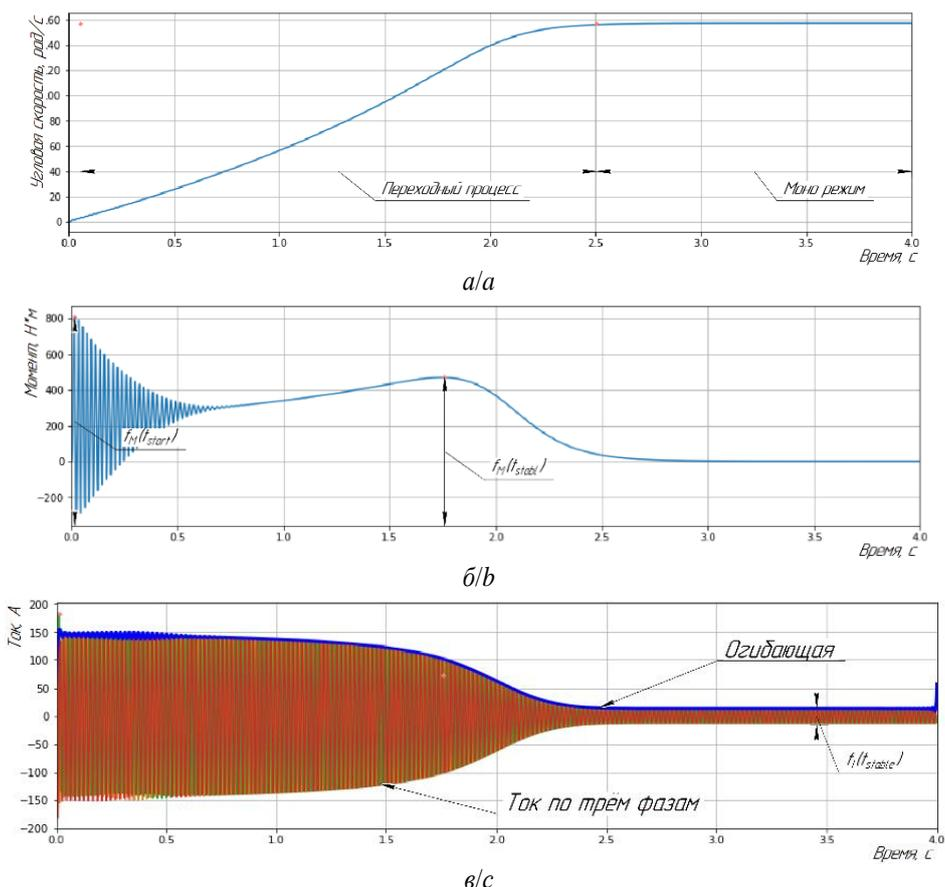 Угловая скорость, рад/с
.60
.40
.20
.00
80
60
40
20
0
Переходный процесс
Моно режим
0.0 0.5 1.0 1.5 2.0 2.5 3.0 3.5 4.0
Время, с
а/a
Момент, Н*м
800
600
400
200
0
−200
f_M(t_start)
f_M(t_stabl)
0.0 0.5 1.0 1.5 2.0 2.5 3.0 3.5 4.0
Время, с
б/b
Ток А
200
150
100
50
0
−50
−100
−150
−200
Огибающая
f_I(t_stable)
Ток по трём фазам
0.0 0.5 1.0 1.5 2.0 2.5 3.0 3.5 4.0
Время, с
в/c